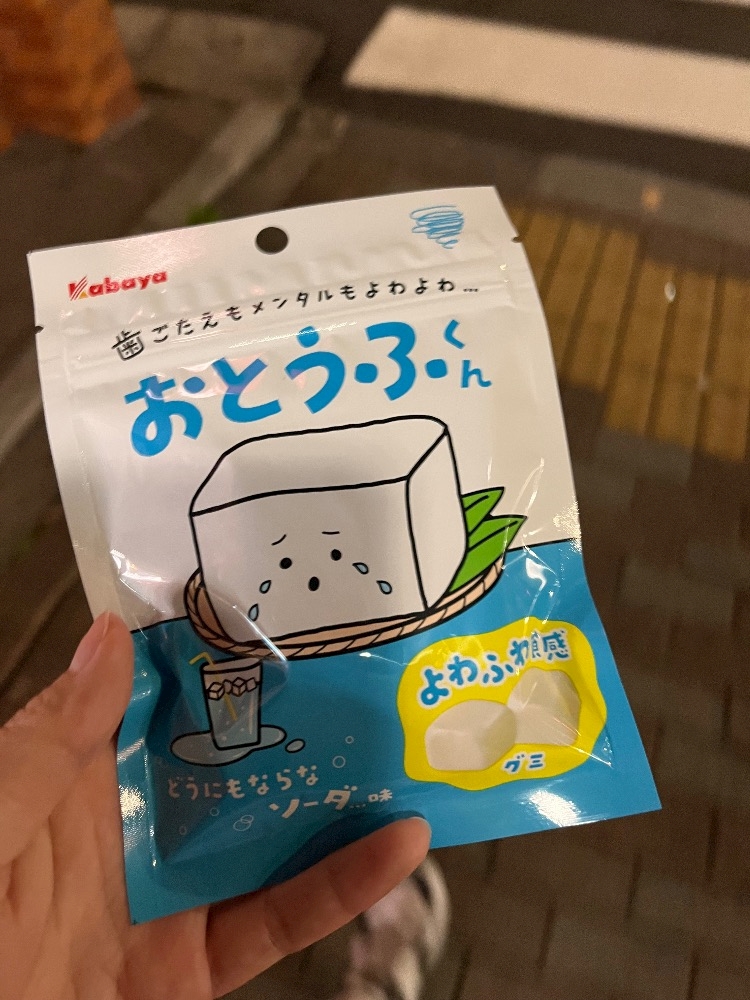 Kabaya
歯ごたえもメンタルもよわよわ…
おとうふくん
よわふわ食感
グミ
どうにもならな
ソーダ…味